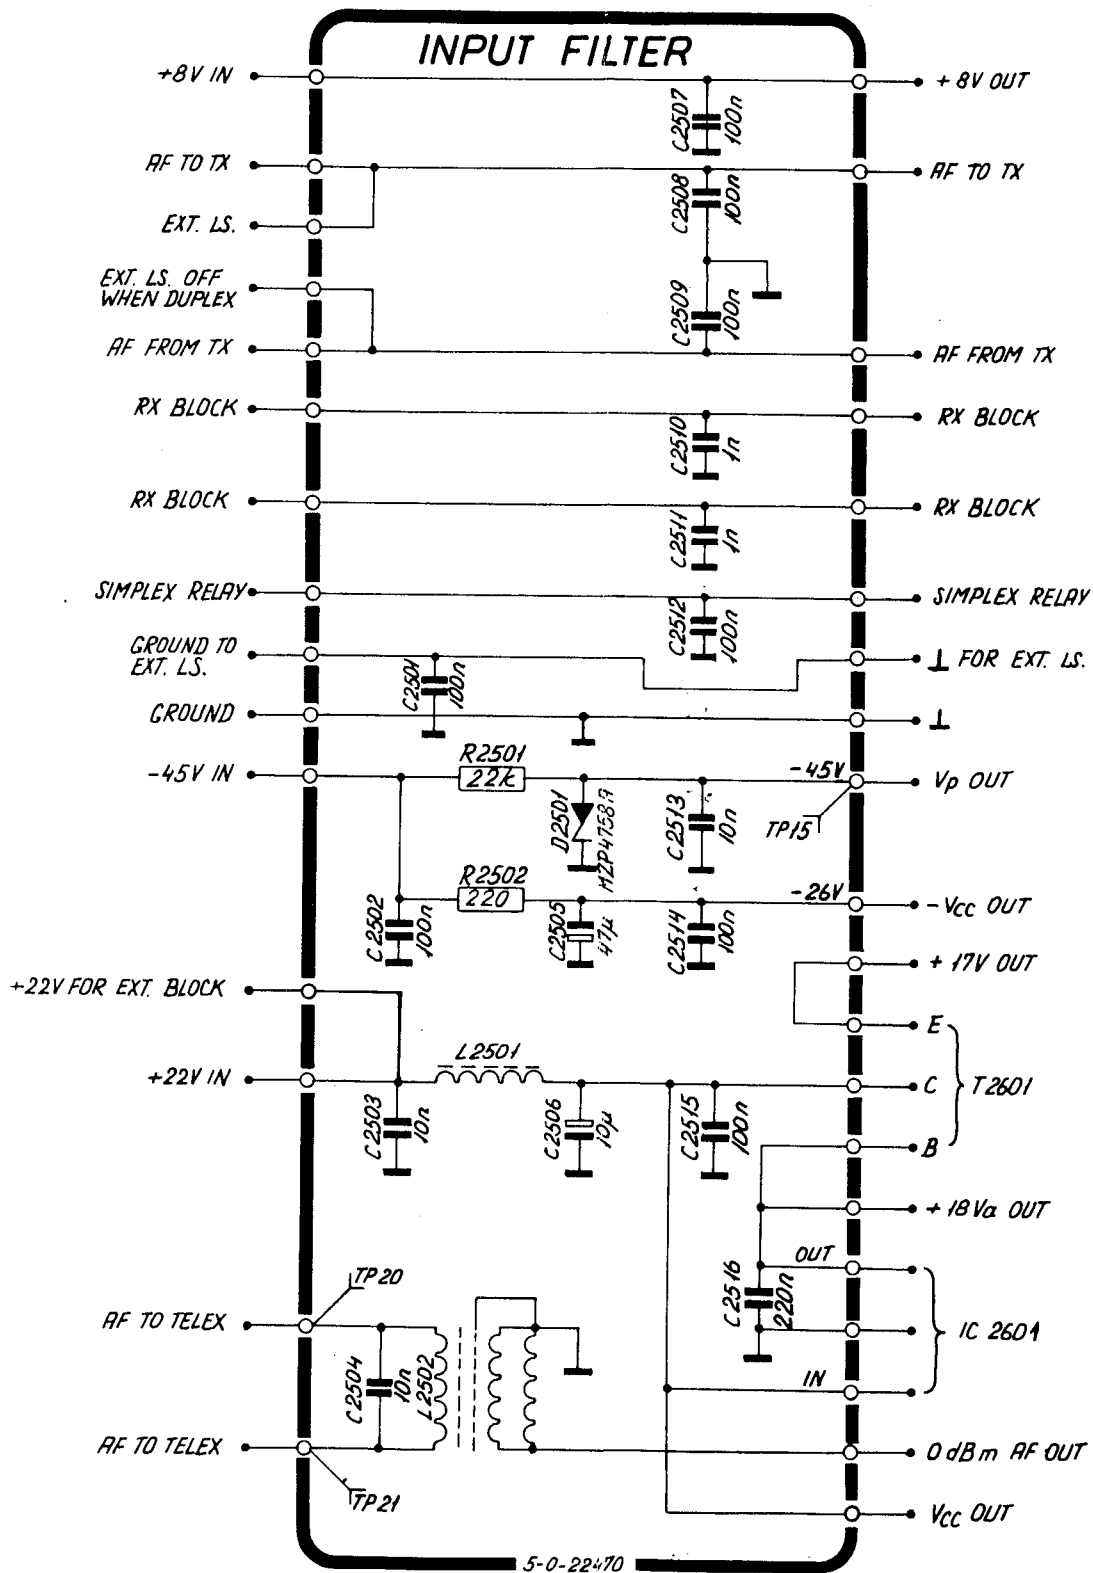 INPUT FILTER
+8V IN
+8V OUT
C2507
100n
AF TO TX
AF TO TX
C2508
100n
EXT. LS.
EXT. LS. OFF
WHEN DUPLEX
C2509
100n
AF FROM TX
AF FROM TX
RX BLOCK
RX BLOCK
C2510
1n
RX BLOCK
RX BLOCK
C2511
1n
SIMPLEX RELAY
SIMPLEX RELAY
C2512
100n
GROUND TO
EXT. LS.
⊥ FOR EXT. LS.
C2501
100n
GROUND
⊥
-45V IN
R2501
22k
-45V
Vp OUT
TP15
D2501
MZP4758A
C2513
10n
R2502
220
-26V
-Vcc OUT
C2502
100n
C2505
47µ
C2514
100n
+17V OUT
+22V FOR EXT. BLOCK
E
L2501
+22V IN
C
T2601
C2503
10n
C2506
10µ
C2515
100n
B
+18Va OUT
OUT
C2516
220n
TP20
AF TO TELEX
IC 2601
C2504
10n
L2502
IN
AF TO TELEX
0 dBm AF OUT
TP21
Vcc OUT
5-0-22470